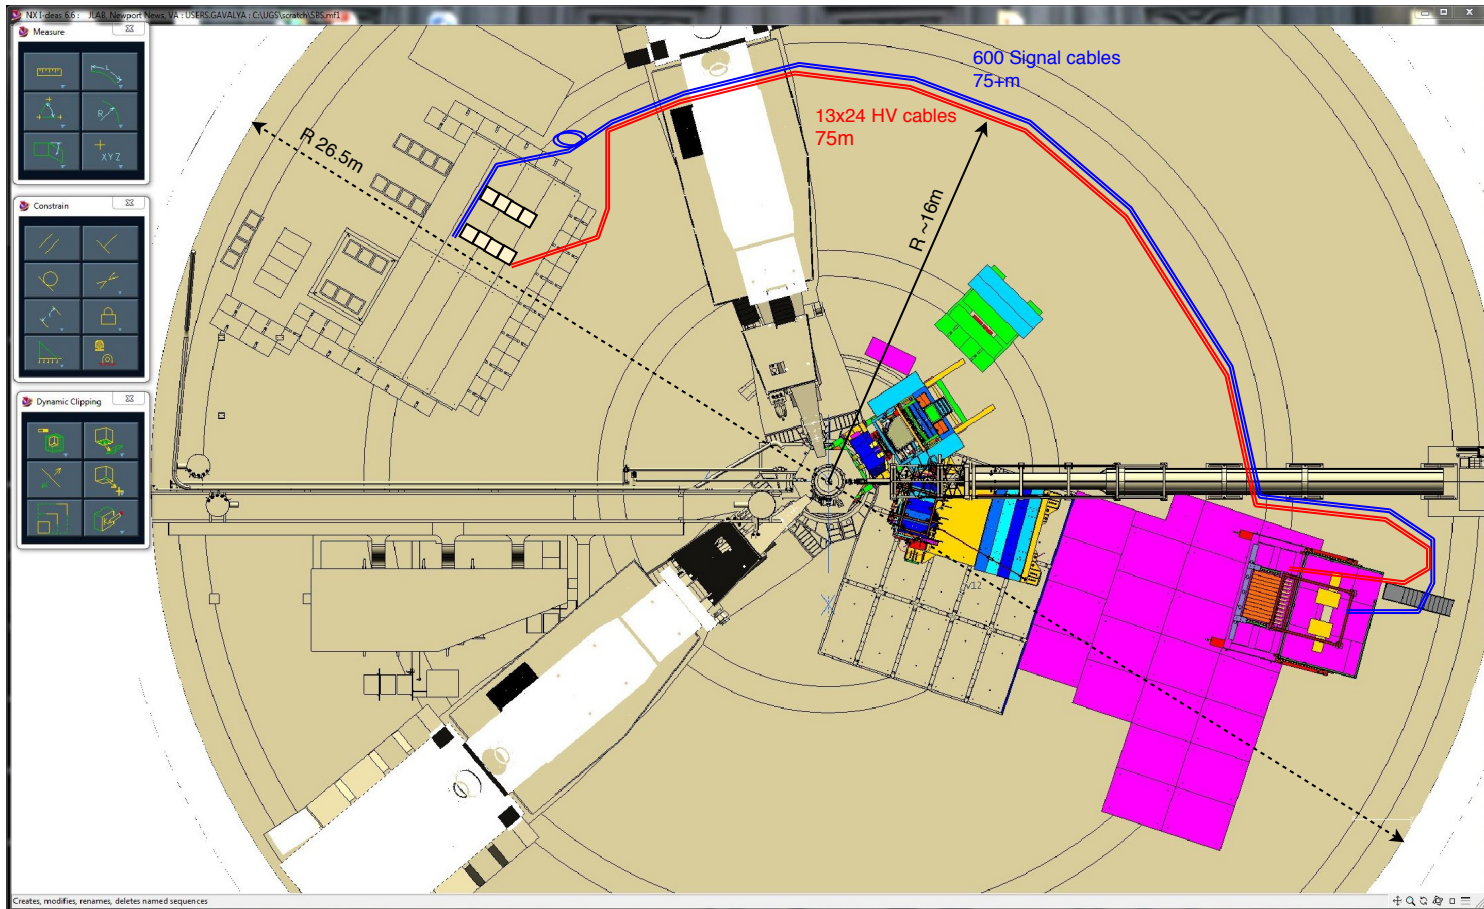 NX I-deas 6.6 : JLAB, Newport News, VA : USERS.GAVALYA : C:\UGS\scratch\SBS.mf1
Measure
L
R
X Y Z
Constrain
Dynamic Clipping
600 Signal cables
75+m
13x24 HV cables
75m
R 26.5m
R ~16m
Creates, modifies, renames, deletes named sequences